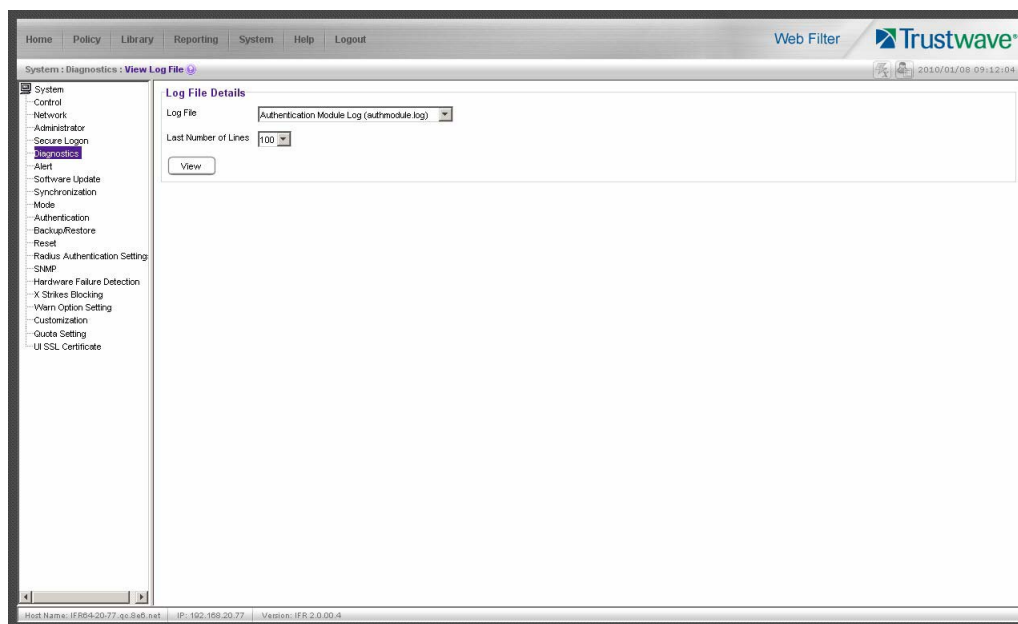 Home Policy Library Reporting System Help Logout
Web Filter
Trustwave®
System : Diagnostics : View Log File
2010/01/08 09:12:04
System
Control
Network
Administrator
Secure Logon
Diagnostics
Alert
Software Update
Synchronization
Mode
Authentication
Backup/Restore
Reset
Radius Authentication Setting
SNMP
Hardware Failure Detection
X Strikes Blocking
Warn Option Setting
Customization
Quota Setting
UI SSL Certificate
Log File Details
Log File Authentication Module Log (authmodule.log)
Last Number of Lines 100
View
Host Name: IFR64-20-77.qc.8e6.net IP: 192.168.20.77 Version: IFR 2.0.00.4